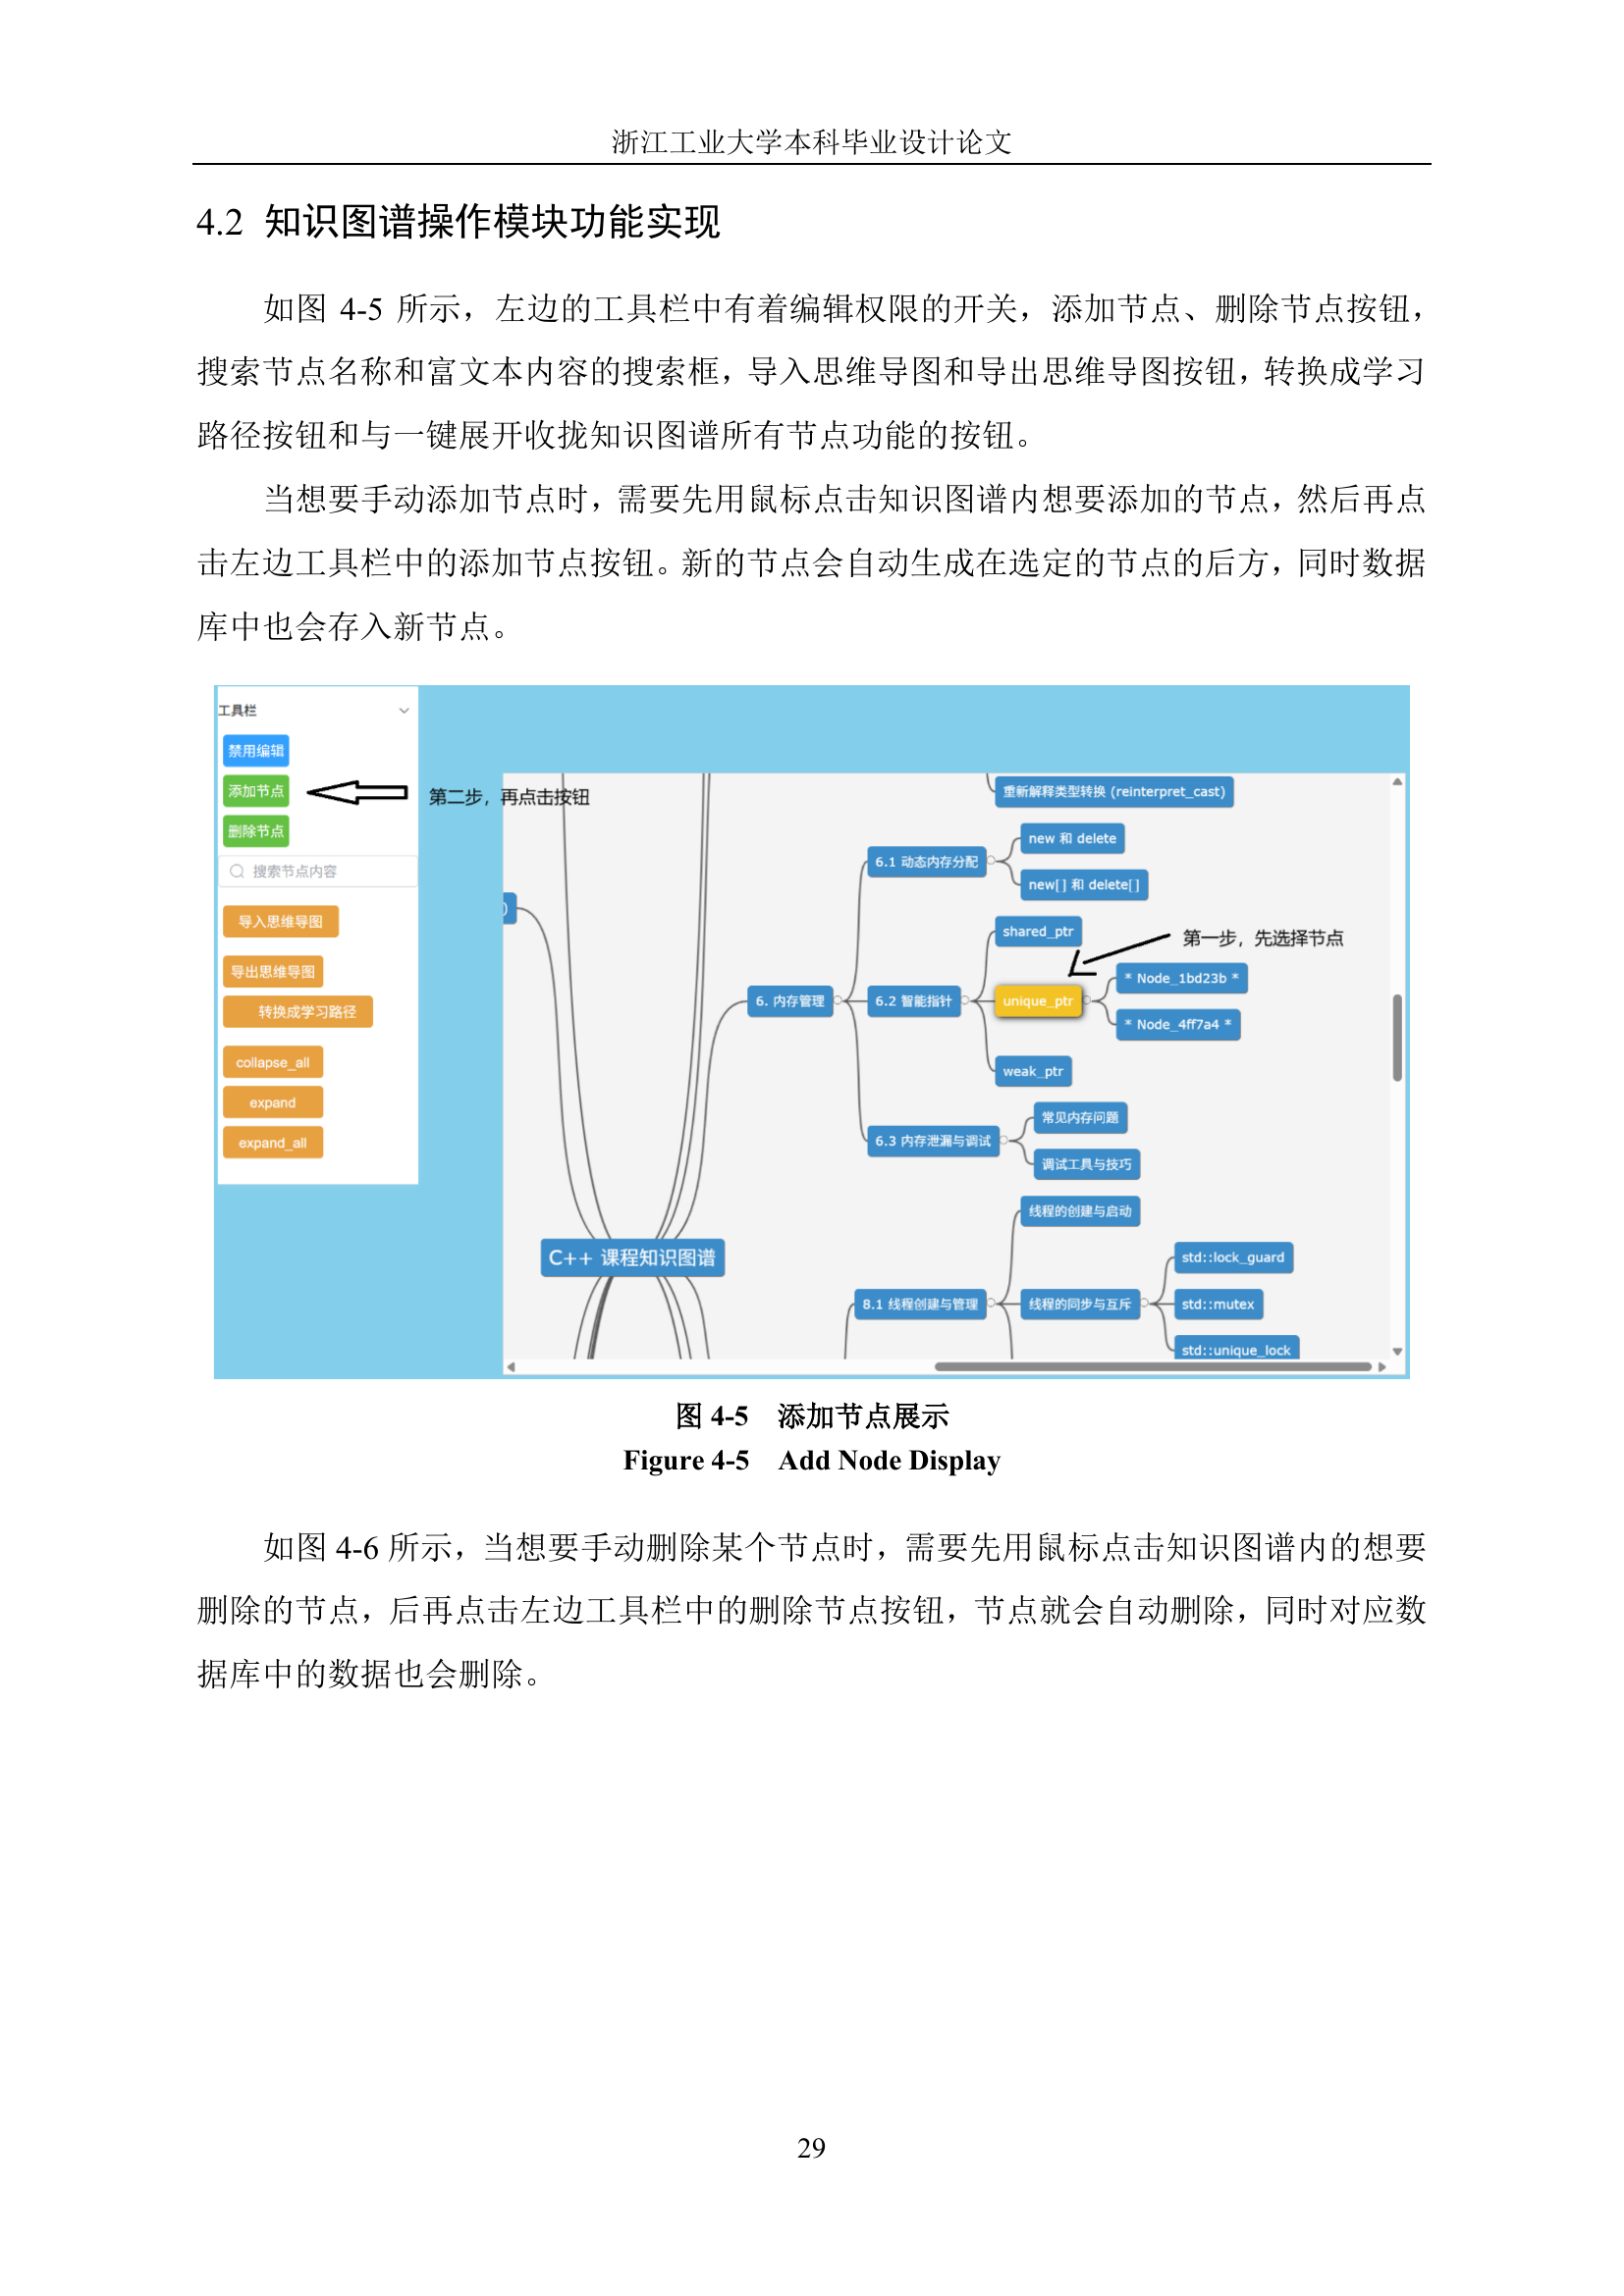 浙江工业大学本科毕业设计论文
4.2 知识图谱操作模块功能实现
如图 4-5 所示，左边的工具栏中有着编辑权限的开关，添加节点、删除节点按钮，
搜索节点名称和富文本内容的搜索框，导入思维导图和导出思维导图按钮，转换成学习
路径按钮和与一键展开收拢知识图谱所有节点功能的按钮。
当想要手动添加节点时，需要先用鼠标点击知识图谱内想要添加的节点，然后再点
击左边工具栏中的添加节点按钮。新的节点会自动生成在选定的节点的后方，同时数据
库中也会存入新节点。
工具栏
禁用编辑
添加节点
第二步，再点击按钮
删除节点
搜索节点内容
导入思维导图
导出思维导图
转换成学习路径
collapse_all
expand
expand_all
重新解释类型转换 (reinterpret_cast)
6.1 动态内存分配
new 和 delete
new[] 和 delete[]
shared_ptr
第一步，先选择节点
6. 内存管理
6.2 智能指针
unique_ptr
* Node_1bd23b *
* Node_4ff7a4 *
weak_ptr
6.3 内存泄漏与调试
常见内存问题
调试工具与技巧
C++ 课程知识图谱
线程的创建与启动
8.1 线程创建与管理
线程的同步与互斥
std::lock_guard
std::mutex
std::unique_lock
图 4-5 添加节点展示
Figure 4-5 Add Node Display
如图 4-6 所示，当想要手动删除某个节点时，需要先用鼠标点击知识图谱内的想要
删除的节点，后再点击左边工具栏中的删除节点按钮，节点就会自动删除，同时对应数
据库中的数据也会删除。
29